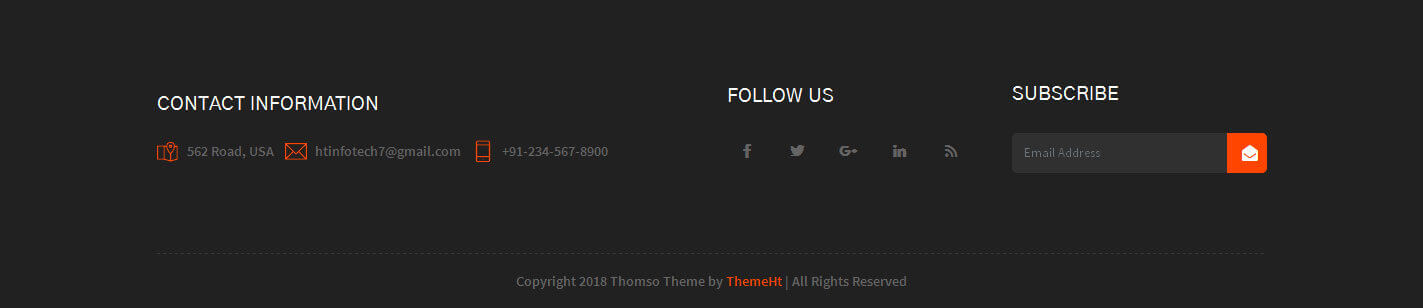 CONTACT INFORMATION
562 Road, USA htinfotech7@gmail.com +91-234-567-8900
FOLLOW US
SUBSCRIBE
Email Address
Copyright 2018 Thomso Theme by ThemeHt | All Rights Reserved